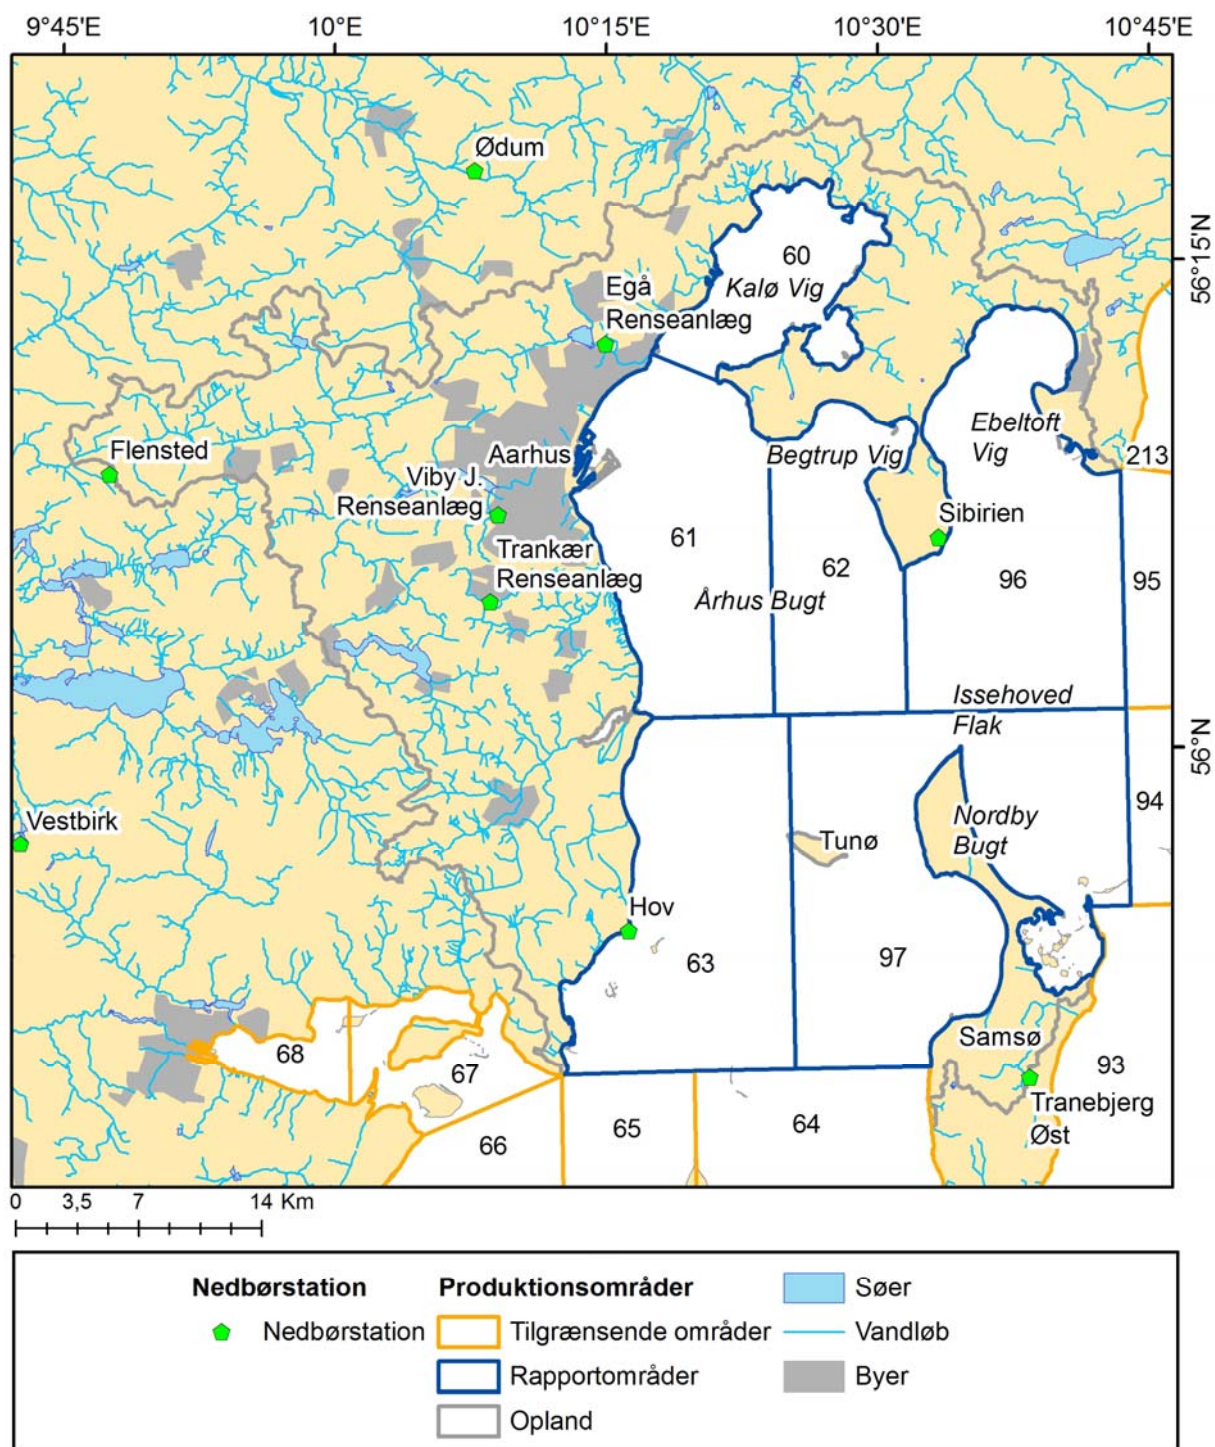 9°45'E 10°E 10°15'E 10°30'E 10°45'E
Ødum
56°15'N
60
Kalø Vig
Egå
Renseanlæg
Ebeltoft
Vig
Flensted
Aarhus
Begtrup Vig
213
Viby J.
Renseanlæg
Sibirien
61
Trankær
Renseanlæg
62
96
95
Århus Bugt
Issehoved
Flak
56°N
94
Vestbirk
Nordby
Bugt
Tunø
Hov
63
97
Samsø
68
67
93
Tranebjerg
Øst
66
65
64
0 3,5 7 14 Km
Nedbørstation
Nedbørstation
Produktionsområder
Tilgrænsende områder
Rapportområder
Opland
Søer
Vandløb
Byer